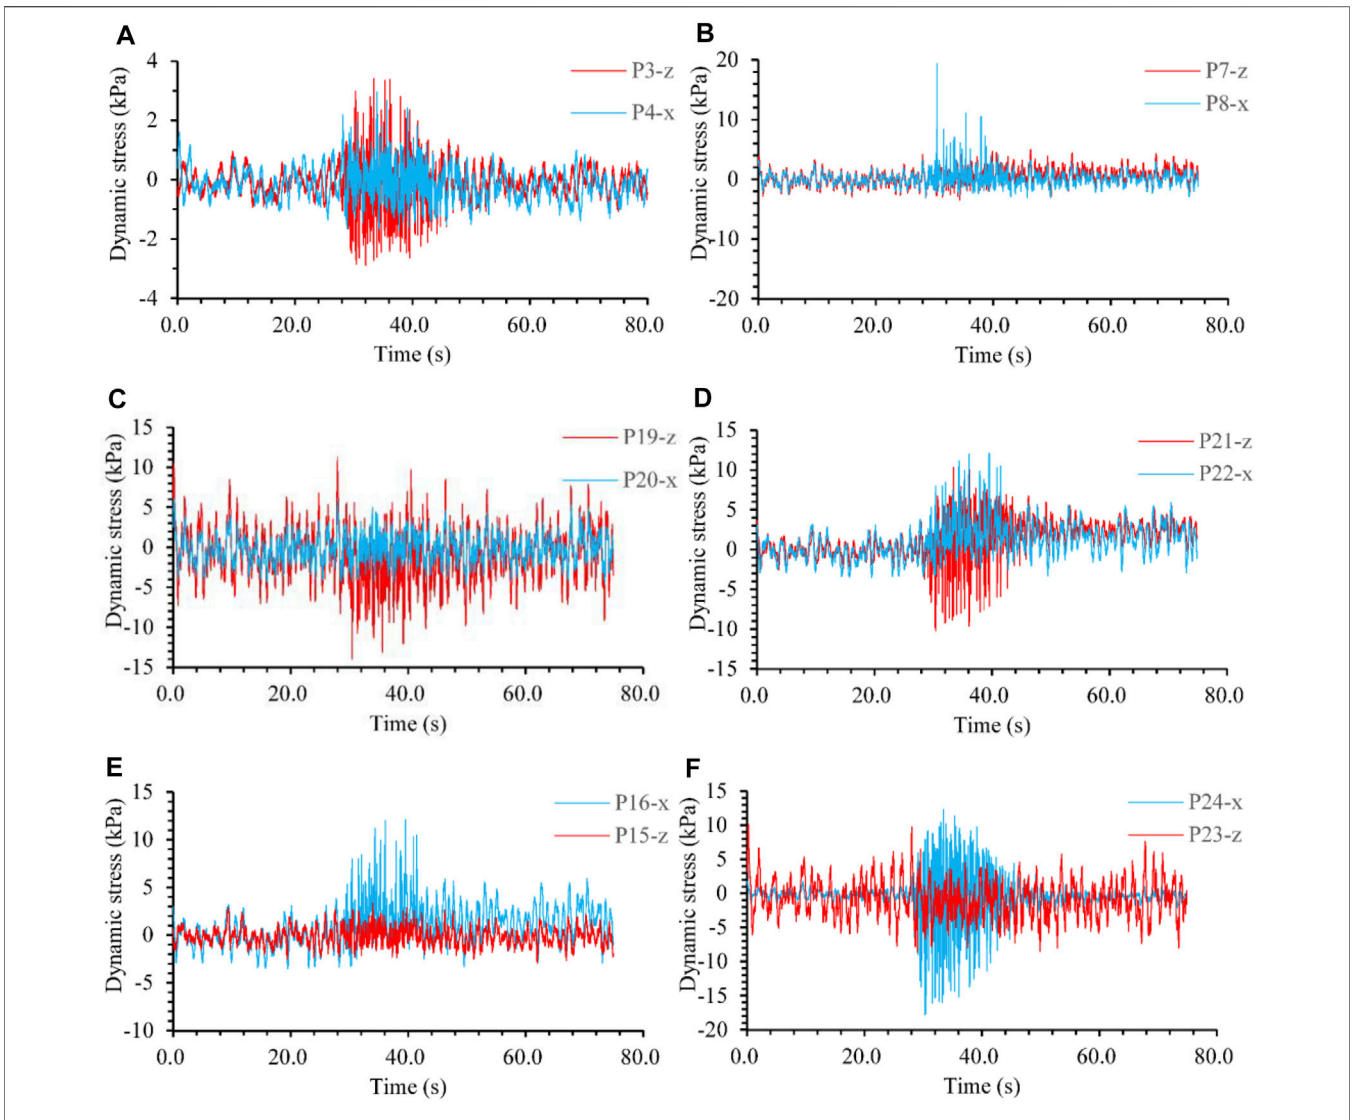 A
Dynamic stress (kPa)
4
2
0
-2
-4
P3-z
P4-x
0.0 20.0 40.0 60.0 80.0
Time (s)
B
Dynamic stress (kPa)
20
10
0
-10
-20
P7-z
P8-x
0.0 20.0 40.0 60.0 80.0
Time (s)
C
Dynamic stress (kPa)
15
10
5
0
-5
-10
-15
P19-z
P20-x
0.0 20.0 40.0 60.0 80.0
Time (s)
D
Dynamic stress (kPa)
15
10
5
0
-5
-10
-15
P21-z
P22-x
0.0 20.0 40.0 60.0 80.0
Time (s)
E
Dynamic stress (kPa)
15
10
5
0
-5
-10
P16-x
P15-z
0.0 20.0 40.0 60.0 80.0
Time (s)
F
Dynamic stress (kPa)
15
10
5
0
-5
-10
-15
-20
P24-x
P23-z
0.0 20.0 40.0 60.0 80.0
Time (s)